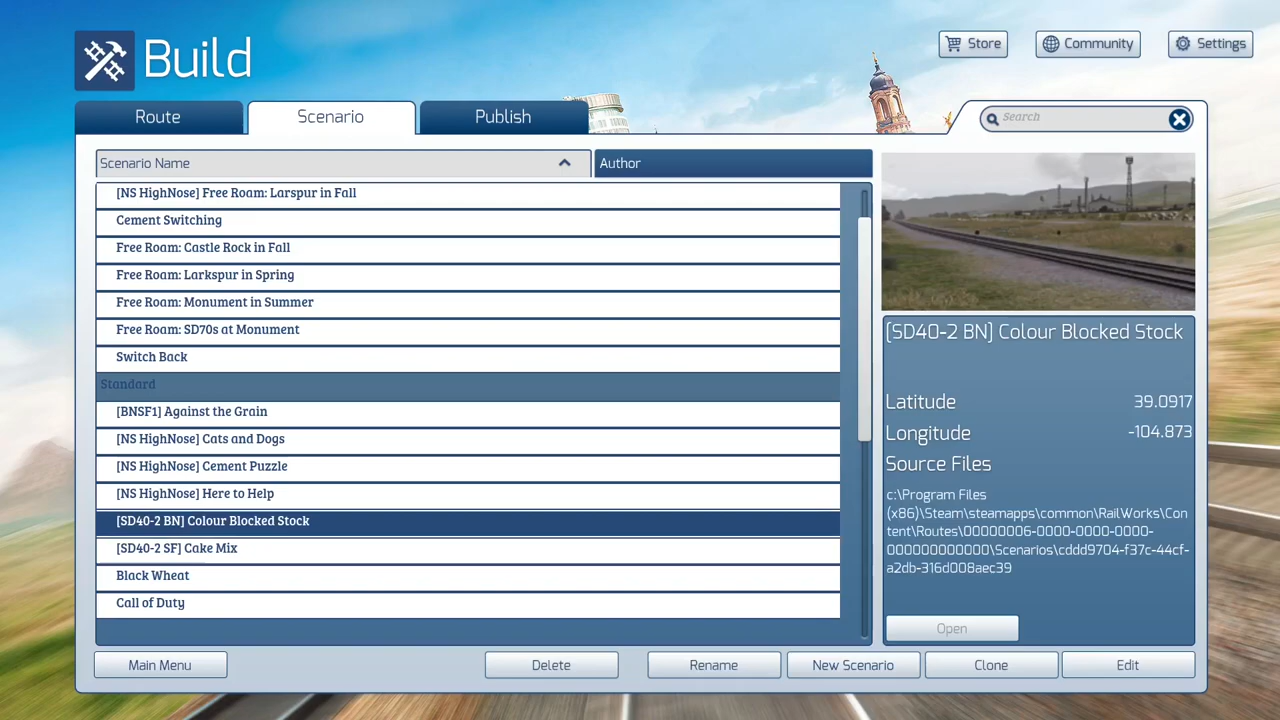 Build
Store
Community
Settings
Route
Scenario
Publish
Search
Scenario Name
Author
[NS HighNose] Free Roam: Larspur in Fall
Cement Switching
Free Roam: Castle Rock in Fall
Free Roam: Larkspur in Spring
Free Roam: Monument in Summer
Free Roam: SD70s at Monument
Switch Back
Standard
[BNSF1] Against the Grain
[NS HighNose] Cats and Dogs
[NS HighNose] Cement Puzzle
[NS HighNose] Here to Help
[SD40-2 BN] Colour Blocked Stock
[SD40-2 SF] Cake Mix
Black Wheat
Call of Duty
[SD40-2 BN] Colour Blocked Stock
Latitude 39.0917
Longitude -104.873
Source Files
c:\Program Files
(x86)\Steam\steamapps\common\RailWorks\Con
tent\Routes\00000006-0000-0000-0000-
000000000000\Scenarios\cddd9704-f37c-44cf-
a2db-316d008aec39
Open
Main Menu
Delete
Rename
New Scenario
Clone
Edit